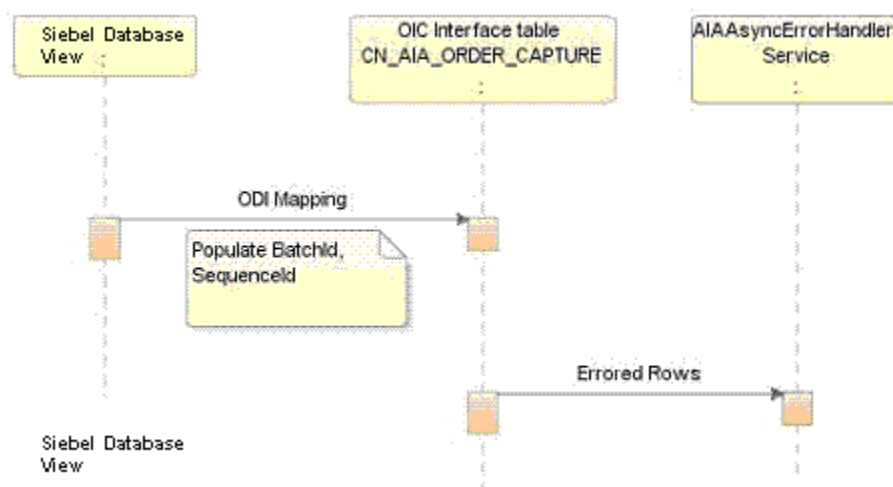 Siebel Database
View
OIC Interface table
CN_AIA_ORDER_CAPTURE
AIAAsyncErrorHandler
Service
ODI Mapping
Populate BatchId,
SequenceId
Errored Rows
Siebel Database
View